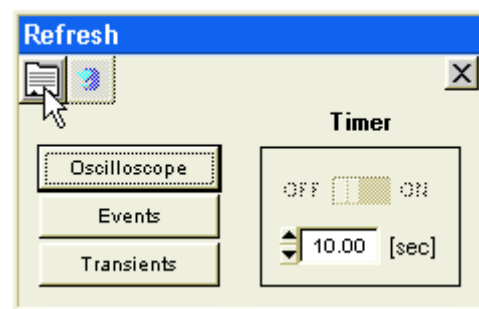 Refresh
Timer
Oscilloscope
Events
Transients
OFF ON
10.00 [sec]